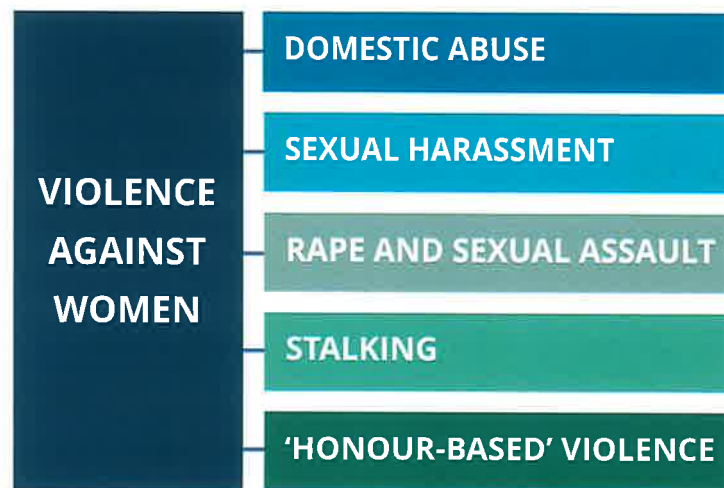 VIOLENCE
AGAINST
WOMEN
DOMESTIC ABUSE
SEXUAL HARASSMENT
RAPE AND SEXUAL ASSAULT
STALKING
‘HONOUR-BASED’ VIOLENCE